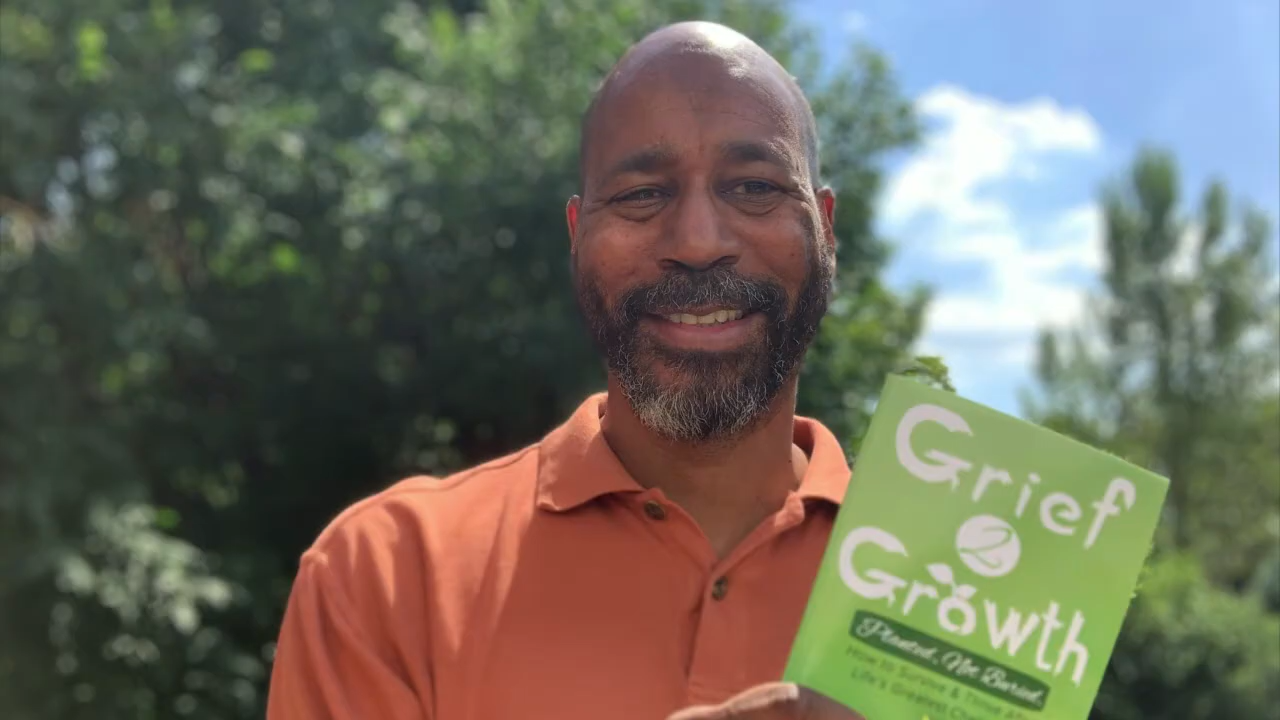 Grief
2
Growth
Planted, Not Buried.
How to Survive & Thrive
Life's Greatest